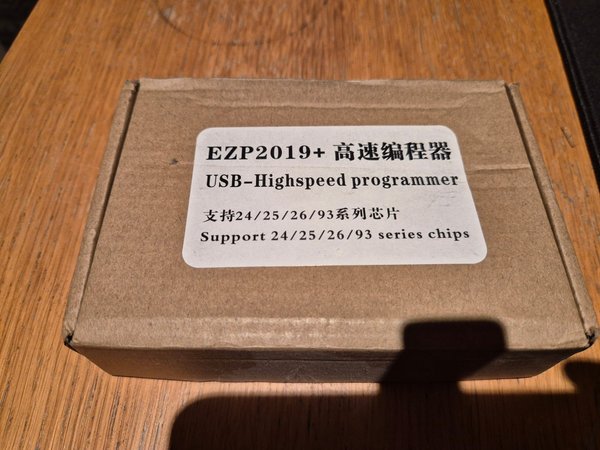 EZP2019+ 高速编程器
USB-Highspeed programmer
支持24/25/26/93系列芯片
Support 24/25/26/93 series chips